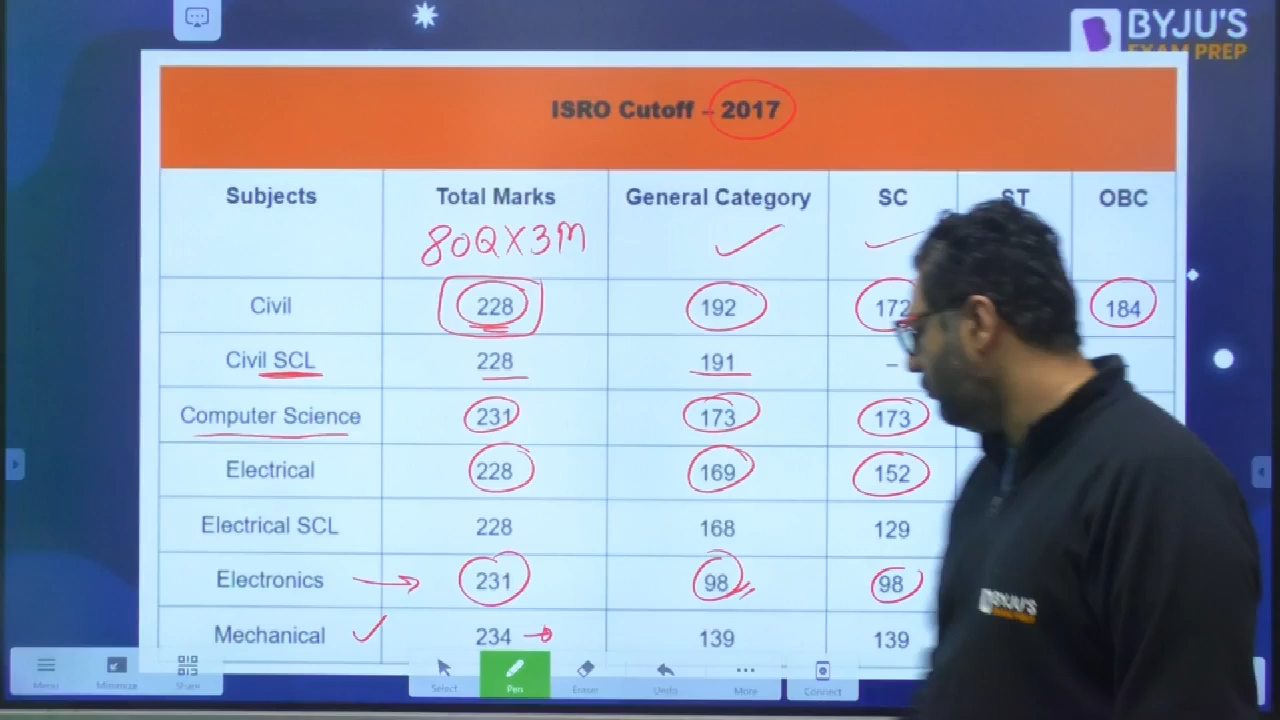 BYJU'S
EXAM PREP
ISRO Cutoff – 2017
Subjects Total Marks General Category SC ST OBC
80Q X 3M
Civil 228 192 172 184
Civil SCL 228 191 –
Computer Science 231 173 173
Electrical 228 169 152
Electrical SCL 228 168 129
Electronics 231 98 98
Mechanical 234 139 139
Menu Minimize Share Select Pen Eraser Undo More Connect
BYJU'S